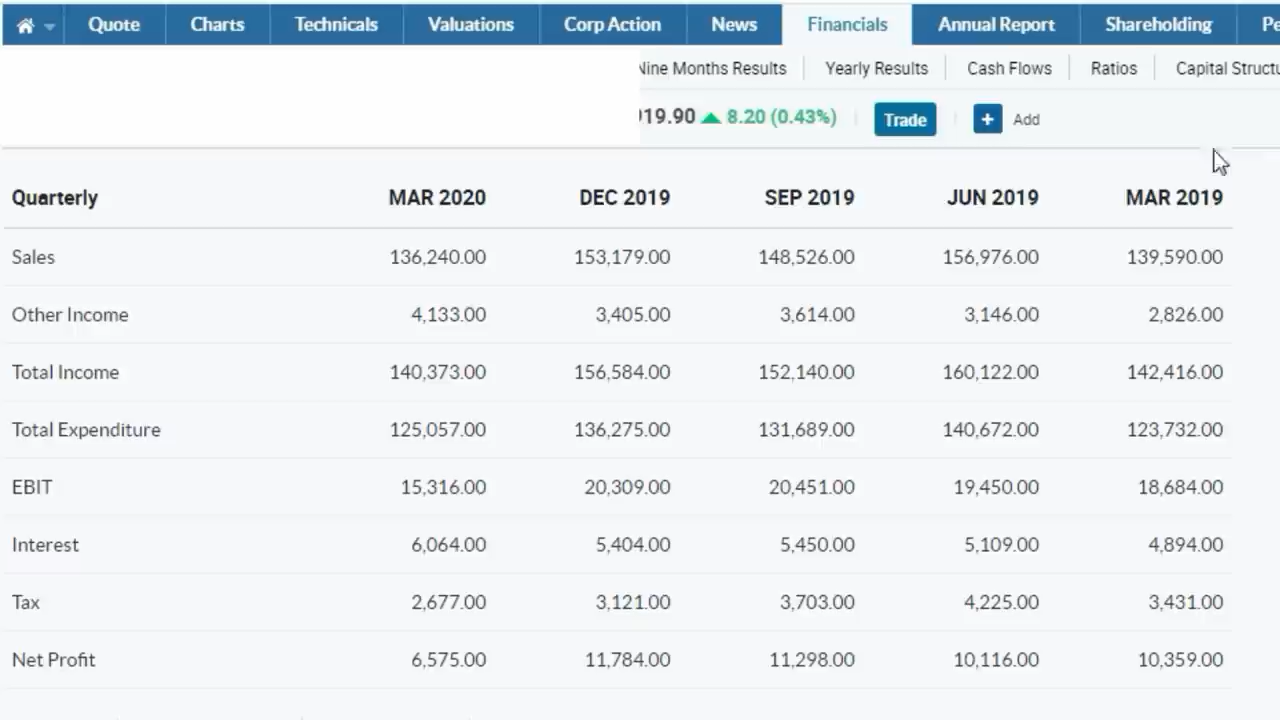 Quote Charts Technicals Valuations Corp Action News Financials Annual Report Shareholding
Nine Months Results Yearly Results Cash Flows Ratios Capital
19.90 8.20 (0.43%) Trade + Add
Quarterly MAR 2020 DEC 2019 SEP 2019 JUN 2019 MAR 2019
Sales 136,240.00 153,179.00 148,526.00 156,976.00 139,590.00
Other Income 4,133.00 3,405.00 3,614.00 3,146.00 2,826.00
Total Income 140,373.00 156,584.00 152,140.00 160,122.00 142,416.00
Total Expenditure 125,057.00 136,275.00 131,689.00 140,672.00 123,732.00
EBIT 15,316.00 20,309.00 20,451.00 19,450.00 18,684.00
Interest 6,064.00 5,404.00 5,450.00 5,109.00 4,894.00
Tax 2,677.00 3,121.00 3,703.00 4,225.00 3,431.00
Net Profit 6,575.00 11,784.00 11,298.00 10,116.00 10,359.00